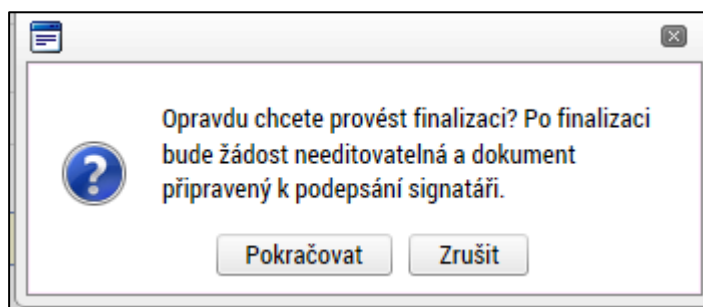 Opravdu chcete provést finalizaci? Po finalizaci
bude žádost needitovatelná a dokument
připravený k podepsání signatáři.
Pokračovat
Zrušit